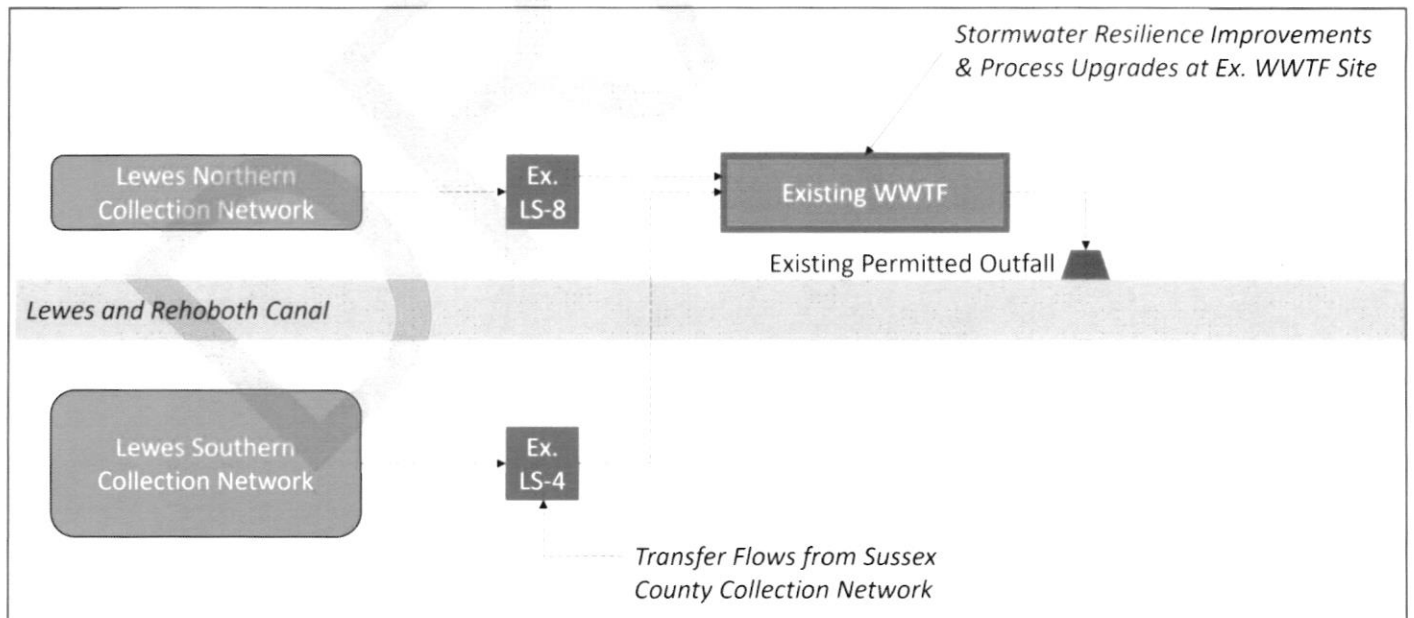 Stormwater Resilience Improvements
& Process Upgrades at Ex. WWTF Site
Lewes Northern
Collection Network
Ex.
LS-8
Existing WWTF
Existing Permitted Outfall
Lewes and Rehoboth Canal
Lewes Southern
Collection Network
Ex.
LS-4
Transfer Flows from Sussex
County Collection Network